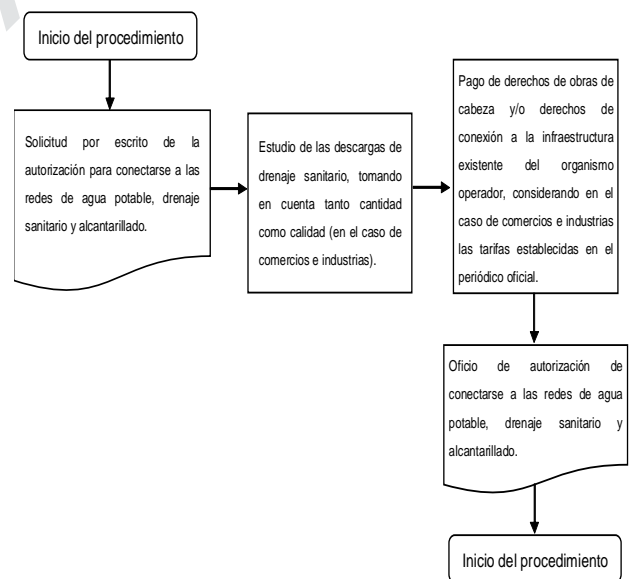 Inicio del procedimiento
Solicitud por escrito de la
autorización para conectarse a las
redes de agua potable, drenaje
sanitario y alcantarillado.
Estudio de las descargas de
drenaje sanitario, tomando
en cuenta tanto cantidad
como calidad (en el caso de
comercios e industrias).
Pago de derechos de obras de
cabeza y/o derechos de
conexión a la infraestructura
existente del organismo
operador, considerando en el
caso de comercios e industrias
las tarifas establecidas en el
periódico oficial.
Oficio de autorización de
conectarse a las redes de agua
potable, drenaje sanitario y
alcantarillado.
Inicio del procedimiento